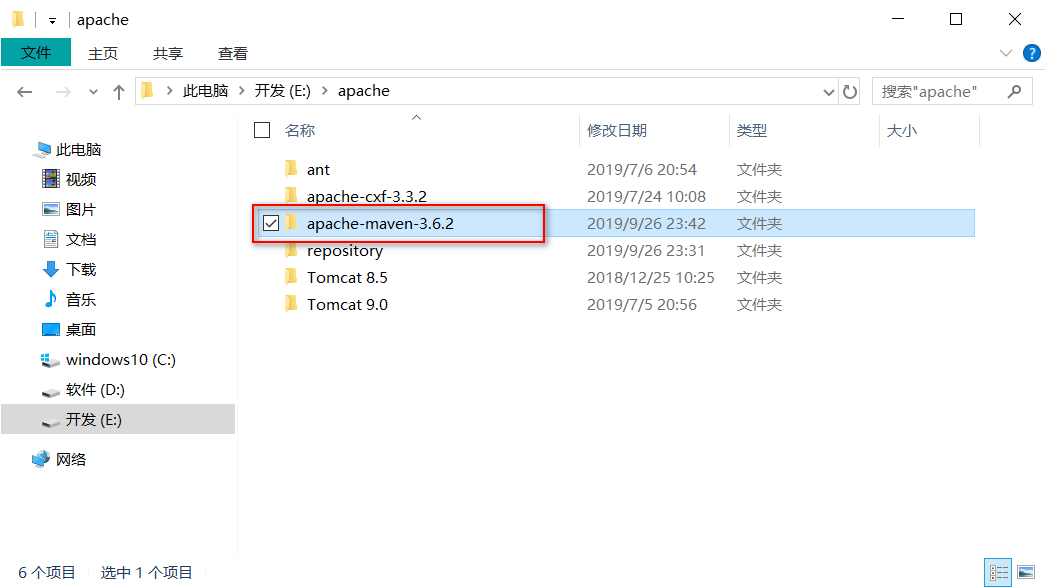 apache
文件 主页 共享 查看
此电脑 开发 (E:) apache 搜索"apache"
名称 修改日期 类型 大小
ant 2019/7/6 20:54 文件夹
apache-cxf-3.3.2 2019/7/24 10:08 文件夹
apache-maven-3.6.2 2019/9/26 23:42 文件夹
repository 2019/9/26 23:31 文件夹
Tomcat 8.5 2018/12/25 10:25 文件夹
Tomcat 9.0 2019/7/5 20:56 文件夹
此电脑
视频
图片
文档
下载
音乐
桌面
windows10 (C:)
软件 (D:)
开发 (E:)
网络
6 个项目 选中 1 个项目